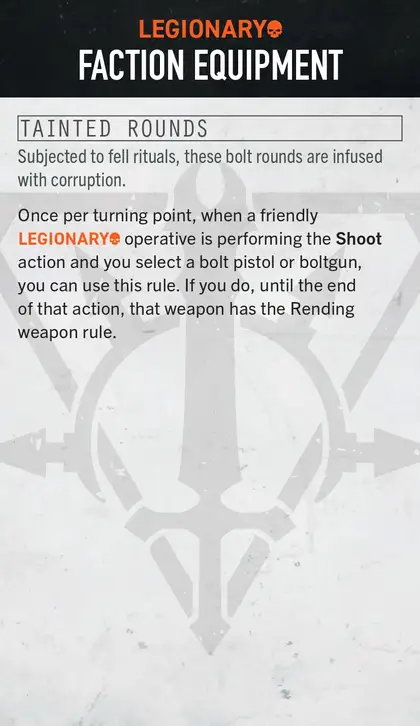 LEGIONARY
FACTION EQUIPMENT
TAINTED ROUNDS
Subjected to fell rituals, these bolt rounds are infused
with corruption.
Once per turning point, when a friendly
LEGIONARY operative is performing the Shoot
action and you select a bolt pistol or boltgun,
you can use this rule. If you do, until the end
of that action, that weapon has the Rending
weapon rule.